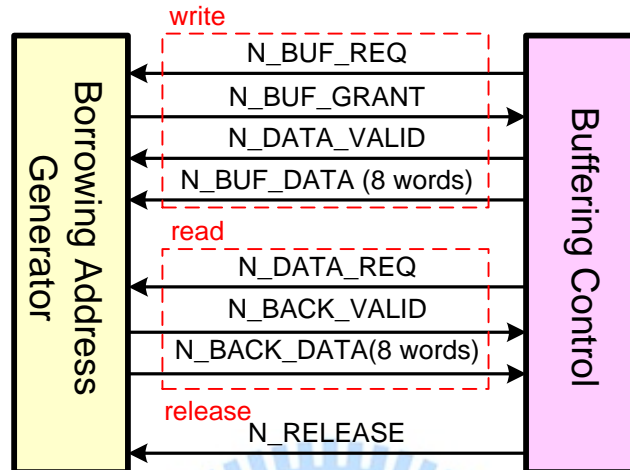 write
N_BUF_REQ
N_BUF_GRANT
N_DATA_VALID
N_BUF_DATA (8 words)
read
N_DATA_REQ
N_BACK_VALID
N_BACK_DATA(8 words)
release
N_RELEASE
Borrowing Address
Generator
Buffering Control